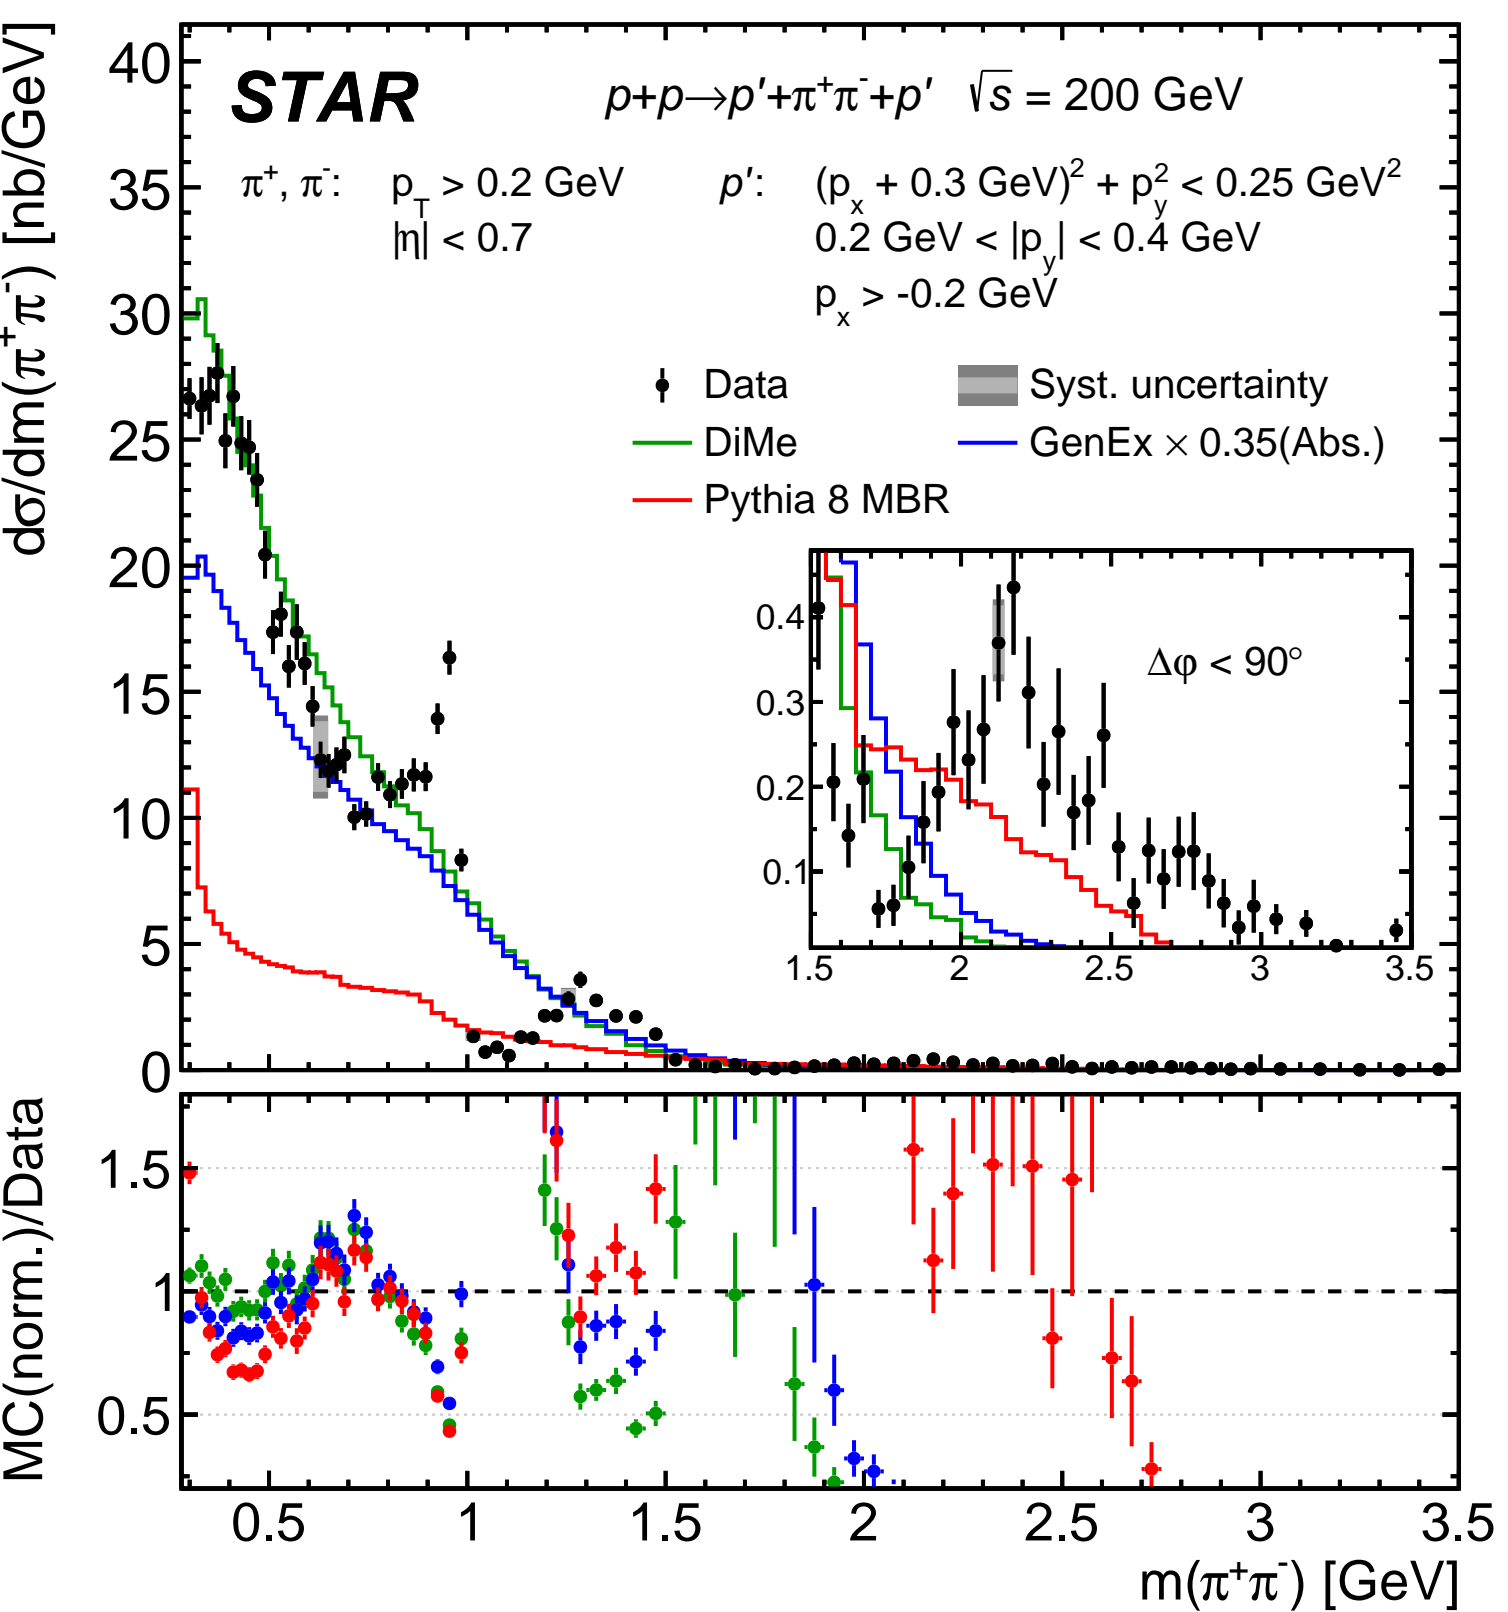 STAR
p+p→p′+π⁺π⁻+p′ √s = 200 GeV
π⁺, π⁻: p_T > 0.2 GeV p′: (p_x + 0.3 GeV)² + p_y² < 0.25 GeV²
|η| < 0.7 0.2 GeV < |p_y| < 0.4 GeV
p_x > -0.2 GeV
Data Syst. uncertainty
DiMe GenEx × 0.35(Abs.)
Pythia 8 MBR
dσ/dm(π⁺π⁻) [nb/GeV]
40
35
30
25
20
15
10
5
0
Δφ < 90°
0.4
0.3
0.2
0.1
1.5 2 2.5 3 3.5
MC(norm.)/Data
1.5
1
0.5
0.5 1 1.5 2 2.5 3 3.5
m(π⁺π⁻) [GeV]